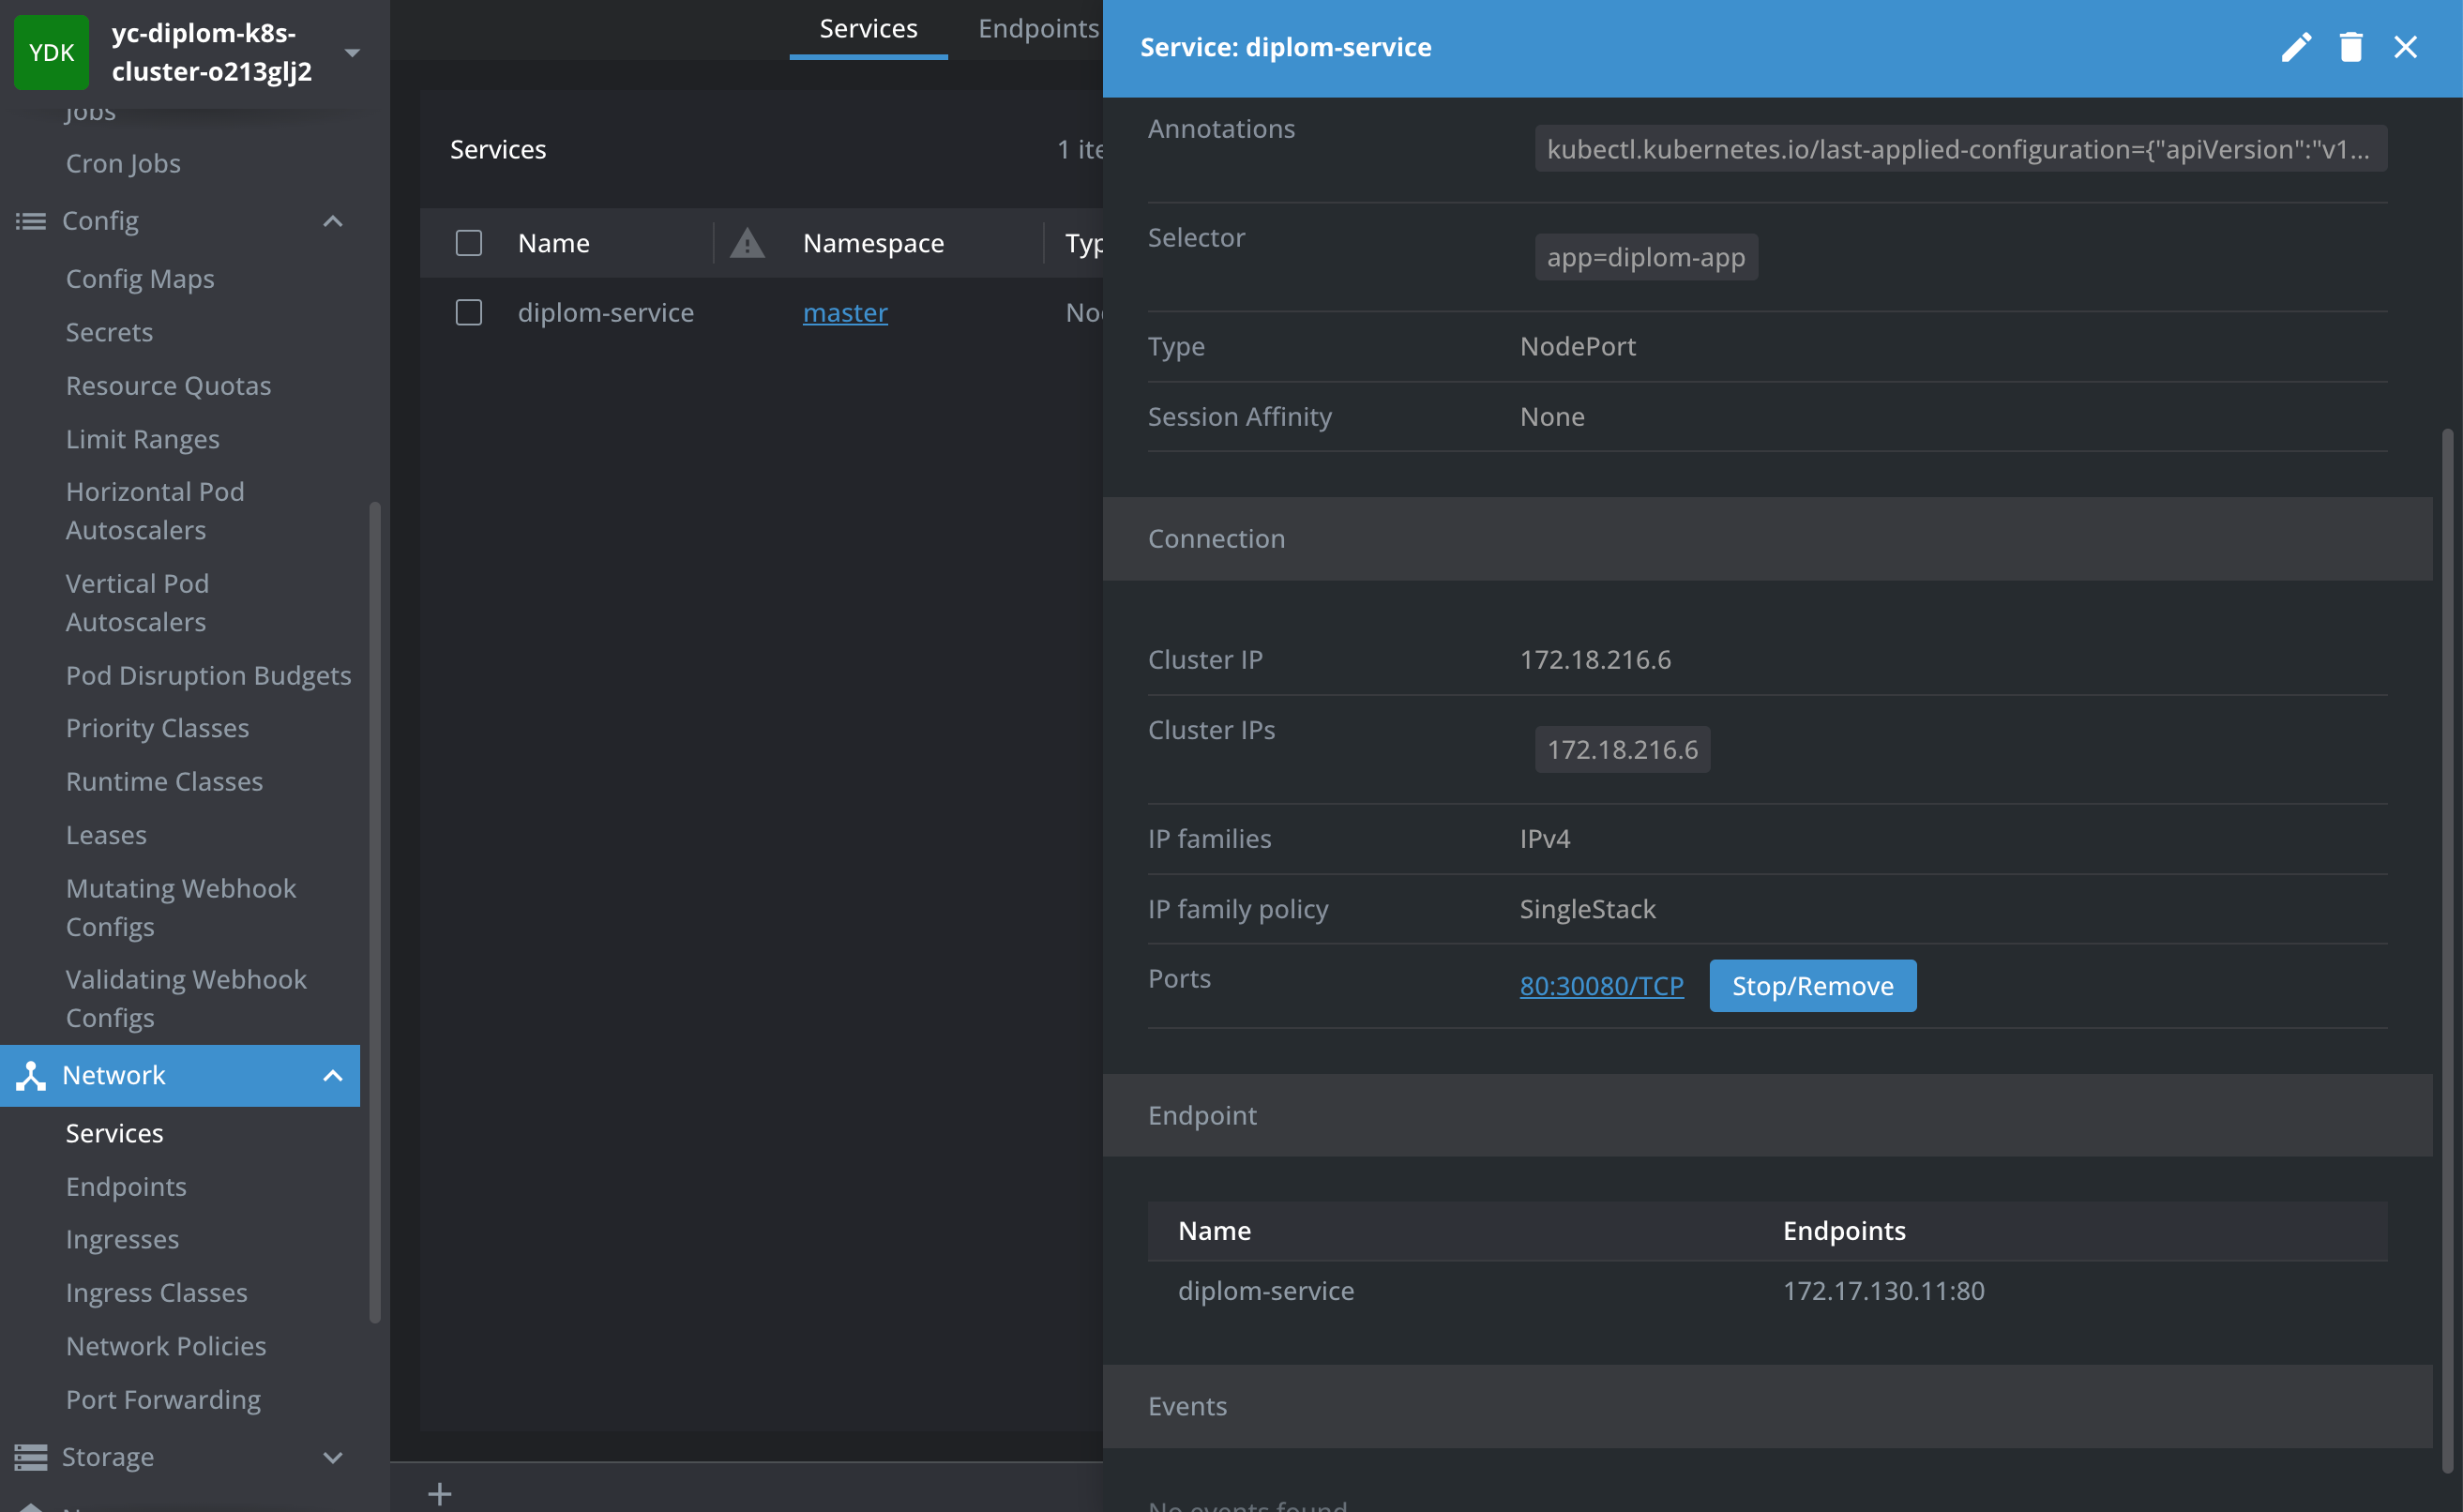 YDK
yc-diplom-k8s-
cluster-o213glj2
Jobs
Cron Jobs
Config
Config Maps
Secrets
Resource Quotas
Limit Ranges
Horizontal Pod
Autoscalers
Vertical Pod
Autoscalers
Pod Disruption Budgets
Priority Classes
Runtime Classes
Leases
Mutating Webhook
Configs
Validating Webhook
Configs
Network
Services
Endpoints
Ingresses
Ingress Classes
Network Policies
Port Forwarding
Storage
Services Endpoints
Services 1 ite
Name Namespace Typ
diplom-service master No
Service: diplom-service
Annotations kubectl.kubernetes.io/last-applied-configuration={"apiVersion":"v1...
Selector app=diplom-app
Type NodePort
Session Affinity None
Connection
Cluster IP 172.18.216.6
Cluster IPs 172.18.216.6
IP families IPv4
IP family policy SingleStack
Ports 80:30080/TCP Stop/Remove
Endpoint
Name Endpoints
diplom-service 172.17.130.11:80
Events
No events found